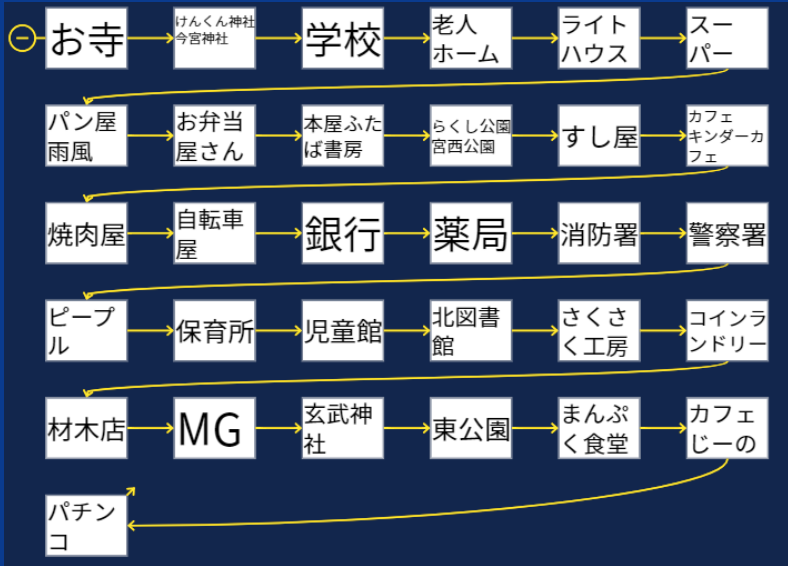 お寺
けんくん神社
今宮神社
学校
老人
ホーム
ライト
ハウス
スー
パー
パン屋
雨風
お弁当
屋さん
本屋ふた
ば書房
らくし公園
宮西公園
すし屋
カフェ
キンダーカ
フェ
焼肉屋
自転車
屋
銀行
薬局
消防署
警察署
ピープ
ル
保育所
児童館
北図書
館
さくさ
く工房
コインラ
ンドリー
材木店
MG
玄武神
社
東公園
まんぷ
く食堂
カフェ
じーの
パチン
コ